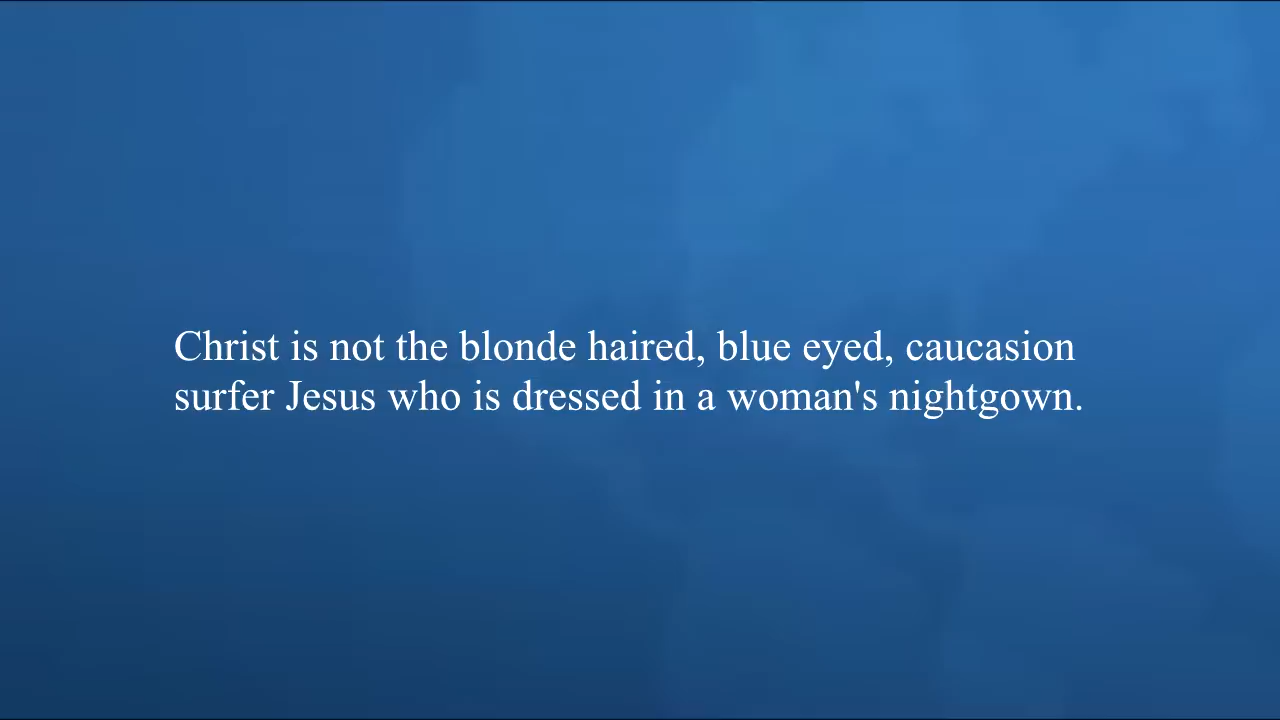 Christ is not the blonde haired, blue eyed, caucasion
surfer Jesus who is dressed in a woman's nightgown.